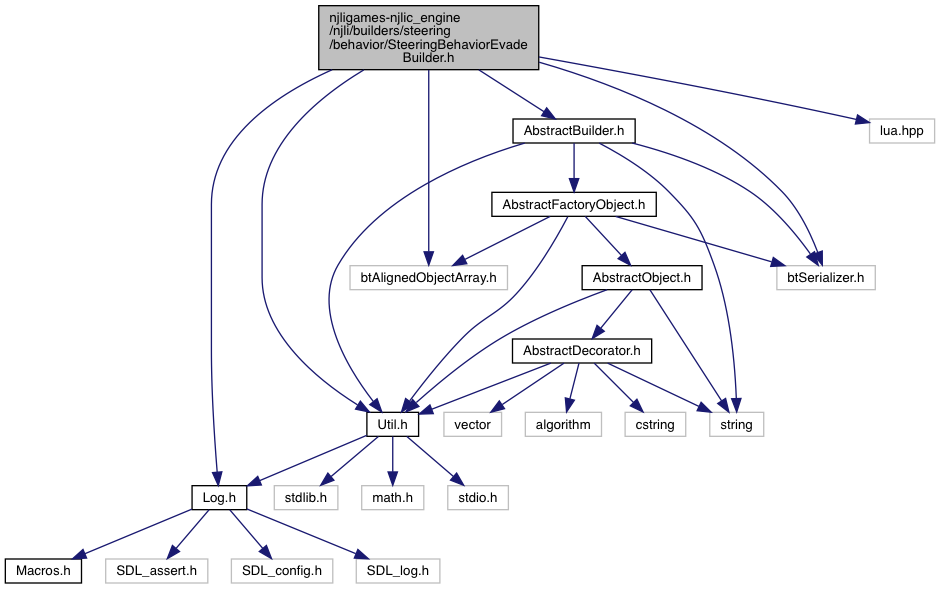 njligames-njlic_engine
/njli/builders/steering
/behavior/SteeringBehaviorEvade
Builder.h
AbstractBuilder.h
lua.hpp
AbstractFactoryObject.h
btAlignedObjectArray.h
AbstractObject.h
btSerializer.h
AbstractDecorator.h
Util.h
vector
algorithm
cstring
string
Log.h
stdlib.h
math.h
stdio.h
Macros.h
SDL_assert.h
SDL_config.h
SDL_log.h